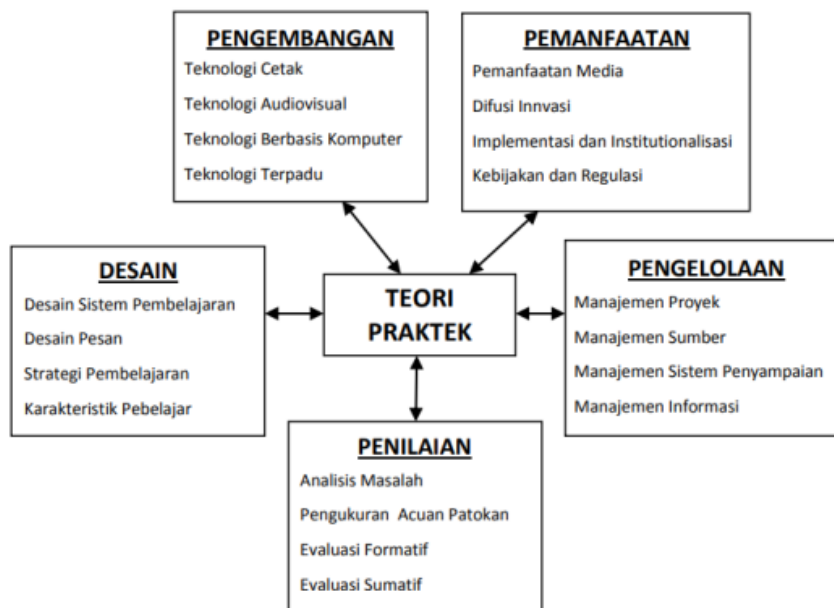 PENGEMBANGAN
Teknologi Cetak
Teknologi Audiovisual
Teknologi Berbasis Komputer
Teknologi Terpadu
PEMANFAATAN
Pemanfaatan Media
Difusi Innvasi
Implementasi dan Institutionalisasi
Kebijakan dan Regulasi
DESAIN
Desain Sistem Pembelajaran
Desain Pesan
Strategi Pembelajaran
Karakteristik Pebelajar
TEORI
PRAKTEK
PENGELOLAAN
Manajemen Proyek
Manajemen Sumber
Manajemen Sistem Penyampaian
Manajemen Informasi
PENILAIAN
Analisis Masalah
Pengukuran Acuan Patokan
Evaluasi Formatif
Evaluasi Sumatif